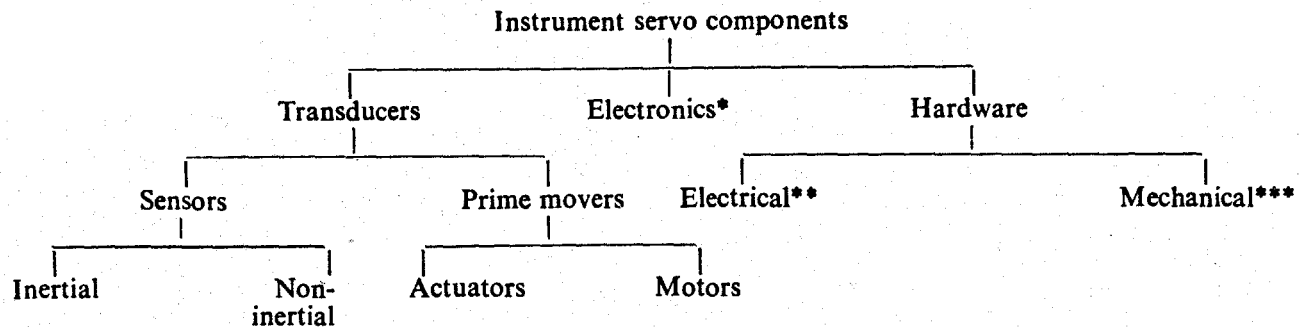 Instrument servo components
Transducers Electronics* Hardware
Sensors Prime movers Electrical** Mechanical***
Inertial Non- Actuators Motors
inertial